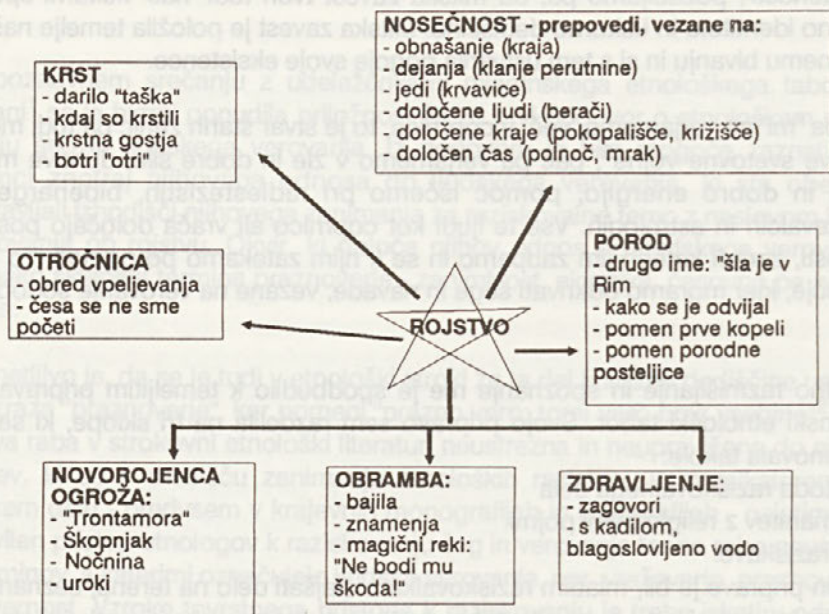 NOSEČNOST - prepovedi, vezane na:
- obnašanje (kraja)
- dejanja (klanje perutnine)
- jedi (krvavice)
- določene ljudi (berači)
- določene kraje (pokopališče, križišče)
- določen čas (polnoč, mrak)
KRST
- darilo "taška"
- kdaj so krstili
- krstna gostja
- botri "otri"
OTROČNICA
- obred vpeljevanja
- česa se ne sme
početi
ROJSTVO
POROD
- drugo ime: "šla je v
Rim
- kako se je odvijal
- pomen prve kopeli
- pomen porodne
posteljice
NOVOROJENCA
OGROŽA:
- "Trontamora"
- Škopnjak
- Nočnina
- uroki
OBRAMBA:
- bajila
- znamenja
- magični reki:
"Ne bodi mu
škoda!"
ZDRAVLJENJE:
- zagovori
- s kadilom,
blagoslovljeno vodo